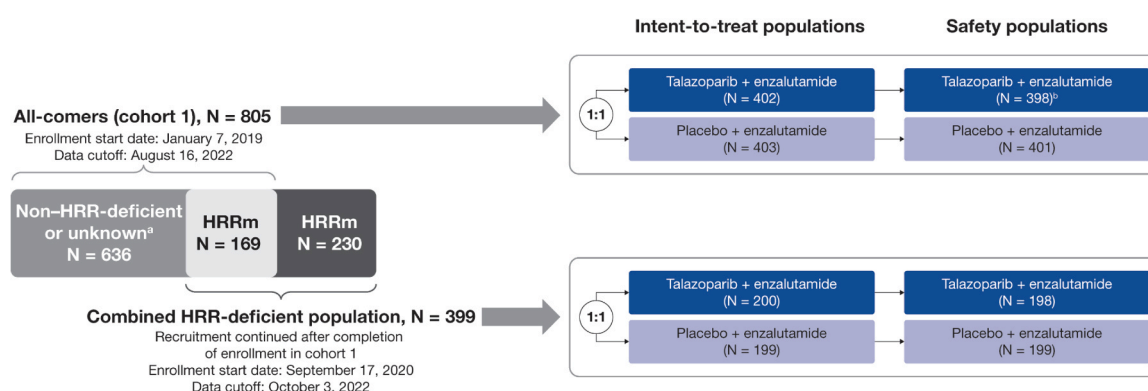 Intent-to-treat populations
Safety populations
All-comers (cohort 1), N = 805
Enrollment start date: January 7, 2019
Data cutoff: August 16, 2022
1:1
Talazoparib + enzalutamide
(N = 402)
Talazoparib + enzalutamide
(N = 398)ᵇ
Placebo + enzalutamide
(N = 403)
Placebo + enzalutamide
(N = 401)
Non–HRR-deficient
or unknownᵃ
N = 636
HRRm
N = 169
HRRm
N = 230
Combined HRR-deficient population, N = 399
Recruitment continued after completion
of enrollment in cohort 1
Enrollment start date: September 17, 2020
Data cutoff: October 3, 2022
1:1
Talazoparib + enzalutamide
(N = 200)
Talazoparib + enzalutamide
(N = 198)
Placebo + enzalutamide
(N = 199)
Placebo + enzalutamide
(N = 199)